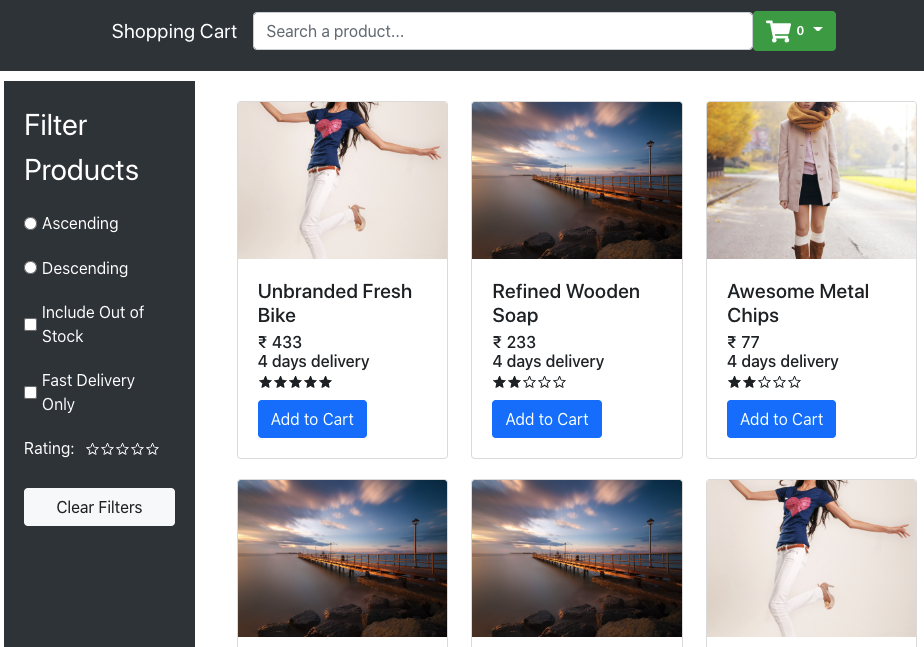 Shopping Cart
Search a product...
0
Filter
Products
Ascending
Descending
Include Out of
Stock
Fast Delivery
Only
Rating: ☆☆☆☆☆
Clear Filters
Unbranded Fresh
Bike
₹ 433
4 days delivery
★★★★★
Add to Cart
Refined Wooden
Soap
₹ 233
4 days delivery
★★☆☆☆
Add to Cart
Awesome Metal
Chips
₹ 77
4 days delivery
★★☆☆☆
Add to Cart